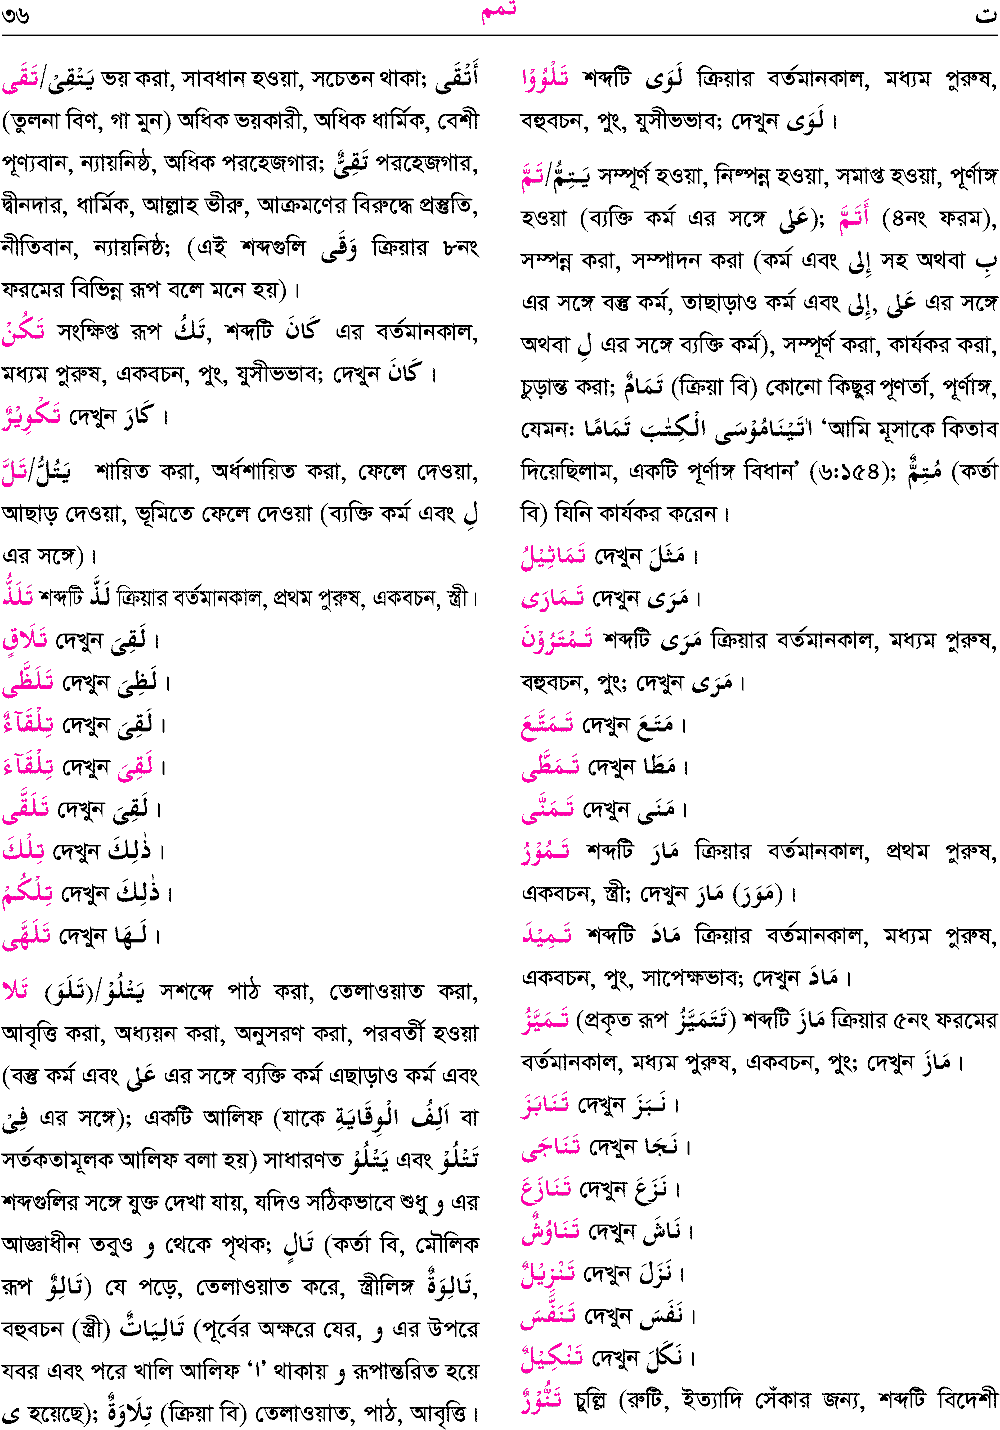 ৩৬ تمم ت
تَقَى/يَتْقِىْ ভয় করা, সাবধান হওয়া, সচেতন থাকা; أَتْقَى
(তুলনা বিণ, গা মুন) অধিক ভয়কারী, অধিক ধার্মিক, বেশী
পূণ্যবান, ন্যায়নিষ্ঠ, অধিক পরহেজগার; تَقِىٌّ পরহেজগার,
দ্বীনদার, ধার্মিক, আল্লাহ ভীরু, আক্রমণের বিরুদ্ধে প্রস্তুতি,
নীতিবান, ন্যায়নিষ্ঠ; (এই শব্দগুলি وَقَى ক্রিয়ার ৮নং
ফরমের বিভিন্ন রূপ বলে মনে হয়)।
تَكُنْ সংক্ষিপ্ত রূপ تَكُ, শব্দটি كَانَ এর বর্তমানকাল,
মধ্যম পুরুষ, একবচন, পুং, যুসীভভাব; দেখুন كَانَ ।
تَكْوِيْرٌ দেখুন كَارَ ।
تَلَّ/يَتُلُّ শায়িত করা, অর্ধশায়িত করা, ফেলে দেওয়া,
আছাড় দেওয়া, ভূমিতে ফেলে দেওয়া (ব্যক্তি কর্ম এবং لِ
এর সঙ্গে)।
تَلَذُّ শব্দটি لَذَّ ক্রিয়ার বর্তমানকাল, প্রথম পুরুষ, একবচন, স্ত্রী।
تَلَاقٍ দেখুন لَقِىَ ।
تَلَظَّى দেখুন لَظِىَ ।
تِلْقَآءٌ দেখুন لَقِىَ ।
تِلْقَآءَ দেখুন لَقِىَ ।
تَلَقَّى দেখুন لَقِىَ ।
تِلْكَ দেখুন ذٰلِكَ ।
تِلْكُمْ দেখুন ذٰلِكَ ।
تَلَهَّى দেখুন لَهَا ।
تَلا (تَلَوَ)/يَتْلُوْ সশব্দে পাঠ করা, তেলাওয়াত করা,
আবৃত্তি করা, অধ্যয়ন করা, অনুসরণ করা, পরবর্তী হওয়া
(বস্তু কর্ম এবং عَلى এর সঙ্গে ব্যক্তি কর্ম এছাড়াও কর্ম এবং
فِىْ এর সঙ্গে); একটি আলিফ (যাকে اَلِفُ الْوِقَايَةِ বা
সর্তকতামূলক আলিফ বলা হয়) সাধারণত يَتْلُوْ এবং تَتْلُوْ
শব্দগুলির সঙ্গে যুক্ত দেখা যায়, যদিও সঠিকভাবে শুধু و এর
আজ্ঞাধীন তবুও و থেকে পৃথক; تَالٍ (কর্তা বি, মৌলিক
রূপ تَالِوٌ) যে পড়ে, তেলাওয়াত করে, স্ত্রীলিঙ্গ تَالِوَةٌ,
বহুবচন (স্ত্রী) تَالِيَاتٌ (পূর্বের অক্ষরে যের, و এর উপরে
যবর এবং পরে খালি আলিফ ‘ا’ থাকায় و রূপান্তরিত হয়ে
ى হয়েছে); تِلَاوَةٌ (ক্রিয়া বি) তেলাওয়াত, পাঠ, আবৃত্তি।
تَلْوُوْا শব্দটি لَوَى ক্রিয়ার বর্তমানকাল, মধ্যম পুরুষ,
বহুবচন, পুং, যুসীভভাব; দেখুন لَوَى ।
تَمَّ/يَتِمُّ সম্পূর্ণ হওয়া, নিষ্পন্ন হওয়া, সমাপ্ত হওয়া, পূর্ণাঙ্গ
হওয়া (ব্যক্তি কর্ম এর সঙ্গে عَلى); أَتَمَّ (৪নং ফরম),
সম্পন্ন করা, সম্পাদন করা (কর্ম এবং إِلى সহ অথবা بِ
এর সঙ্গে বস্তু কর্ম, তাছাড়াও কর্ম এবং إِلى, عَلى এর সঙ্গে
অথবা لِ এর সঙ্গে ব্যক্তি কর্ম), সম্পূর্ণ করা, কার্যকর করা,
চুড়ান্ত করা; تَمَامٌ (ক্রিয়া বি) কোনো কিছুর পূণর্তা, পূর্ণাঙ্গ,
যেমন: اٰتَيْنَامُوْسَى الْكِتٰبَ تَمَامًا ‘আমি মূসাকে কিতাব
দিয়েছিলাম, একটি পূর্ণাঙ্গ বিধান’ (৬:১৫৪); مُتِمٌّ (কর্তা
বি) যিনি কার্যকর করেন।
تَمَاثِيْلُ দেখুন مَثَلَ ।
تَمَارَى দেখুন مَرَى ।
تَمْتَرُوْنَ শব্দটি مَرَى ক্রিয়ার বর্তমানকাল, মধ্যম পুরুষ,
বহুবচন, পুং; দেখুন مَرَى ।
تَمَتَّعَ দেখুন مَتَعَ ।
تَمَطَّى দেখুন مَطَا ।
تَمَنَّى দেখুন مَنَى ।
تَمُوْرُ শব্দটি مَارَ ক্রিয়ার বর্তমানকাল, প্রথম পুরুষ,
একবচন, স্ত্রী; দেখুন مَارَ (مَوَرَ) ।
تَمِيْدَ শব্দটি مَادَ ক্রিয়ার বর্তমানকাল, মধ্যম পুরুষ,
একবচন, পুং, সাপেক্ষভাব; দেখুন مَادَ ।
تَمَيَّزُ (প্রকৃত রূপ تَتَمَيَّزُ) শব্দটি مَازَ ক্রিয়ার ৫নং ফরমের
বর্তমানকাল, মধ্যম পুরুষ, একবচন, পুং; দেখুন مَازَ ।
تَنَابَزَ দেখুন نَبَزَ ।
تَنَاجَى দেখুন نَجَا ।
تَنَازَعَ দেখুন نَزَعَ ।
تَنَاوُشٌ দেখুন نَاشَ ।
تَنْزِيْلٌ দেখুন نَزَلَ ।
تَنَفَّسَ দেখুন نَفَسَ ।
تَنْكِيْلٌ দেখুন نَكَلَ ।
تَنُّوْرٌ চুল্লি (রুটি, ইত্যাদি সেঁকার জন্য, শব্দটি বিদেশী